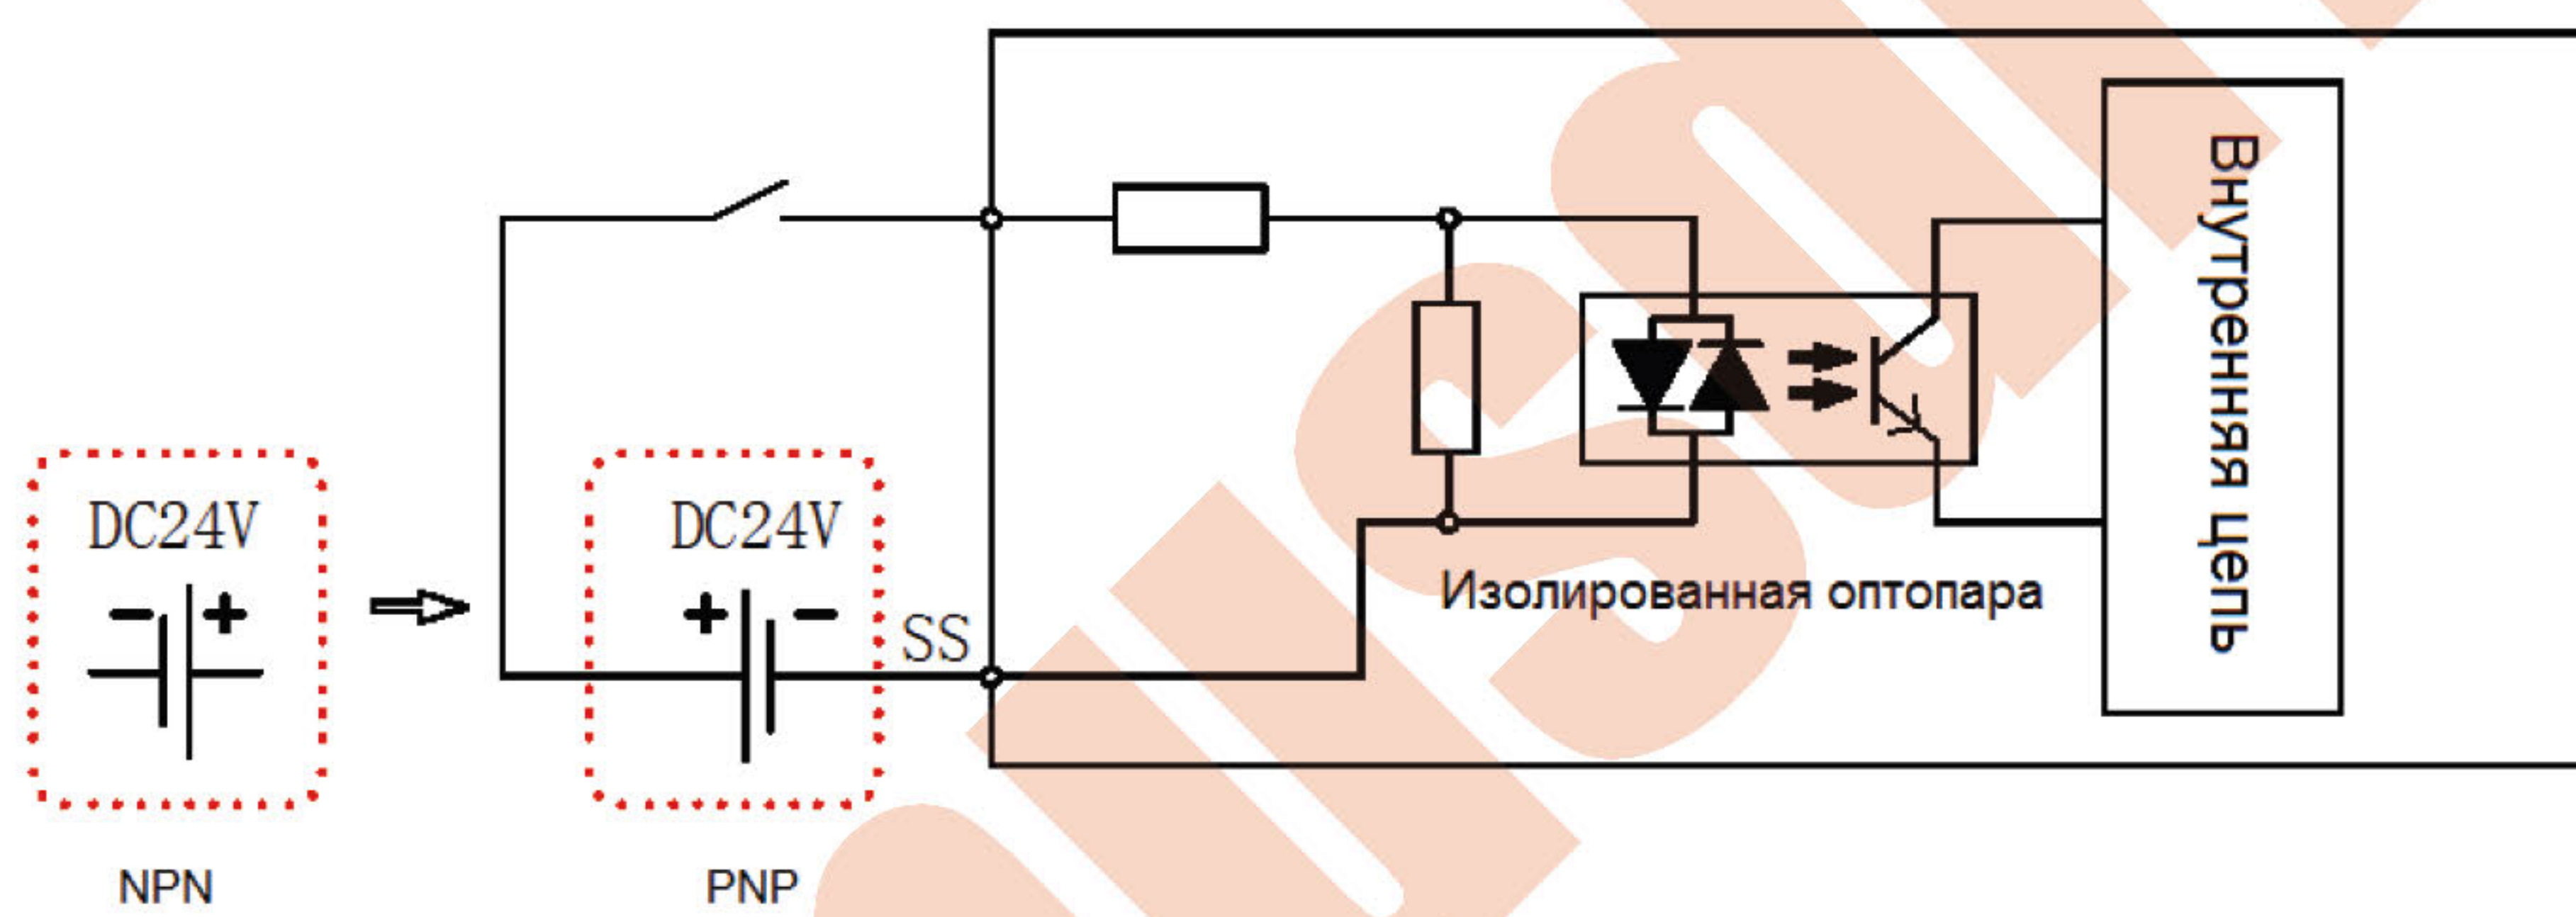 DC24V
- +
NPN
DC24V
+ -
PNP
SS
Изолированная оптопара
Внутренняя цепь